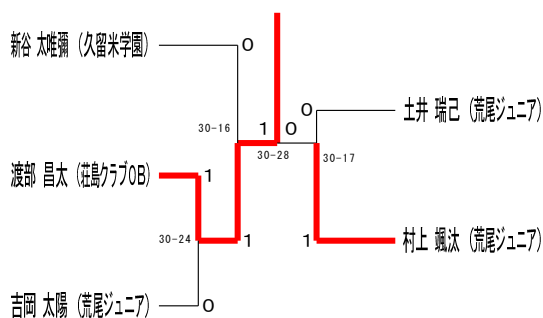 新谷 太唯彌 (久留米学園)
0
0
土井 瑞己 (荒尾ジュニア)
30-16
1
0
30-28
30-17
渡部 昌太 (荘島クラブOB)
1
30-24
1
1
村上 颯汰 (荒尾ジュニア)
吉岡 太陽 (荒尾ジュニア)
0